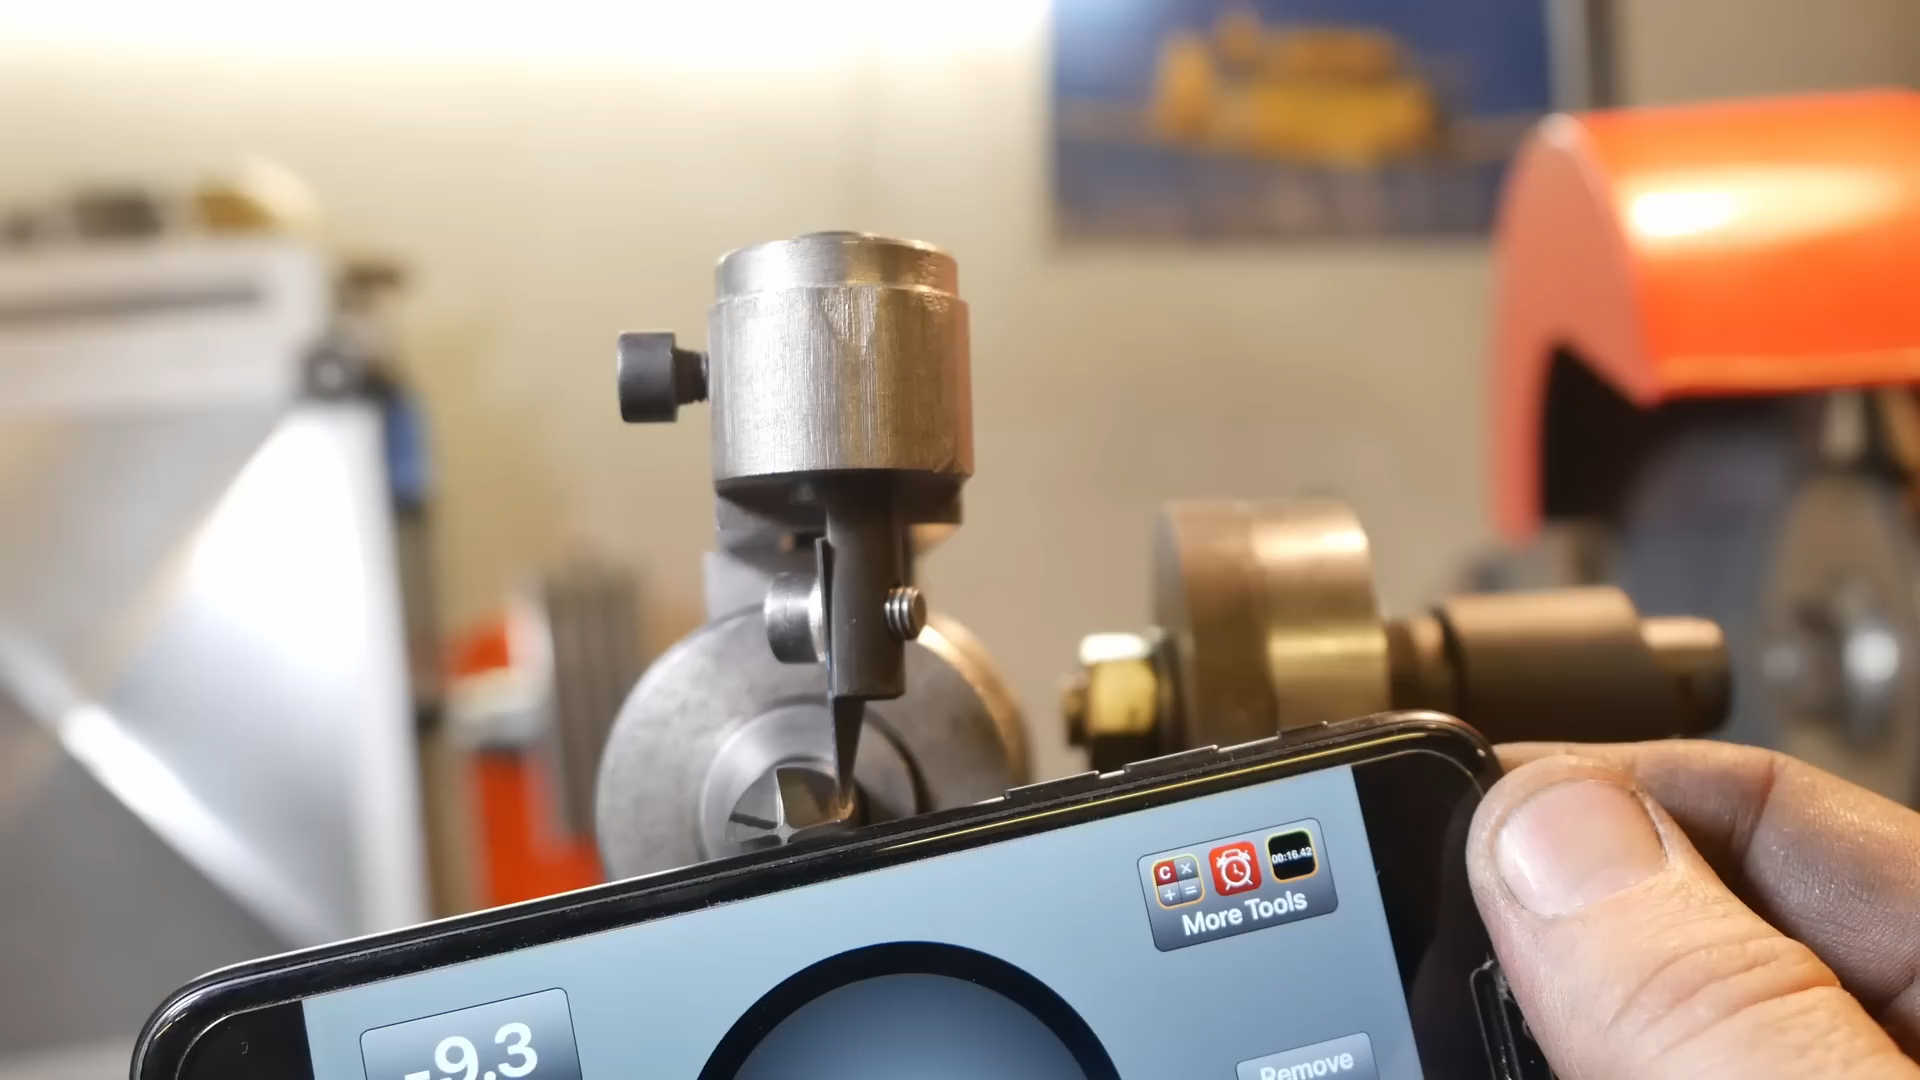 C × 00:16.42
+ =
More Tools
-9.3
Remove